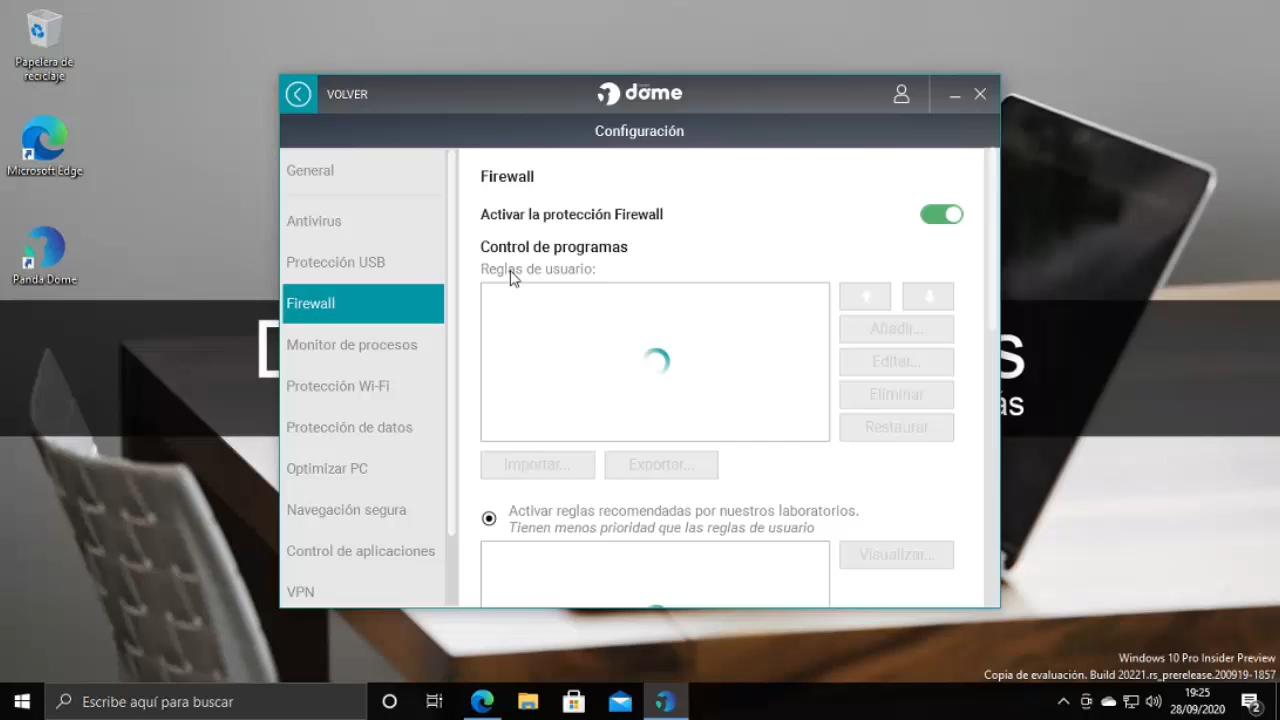 Papelera de
reciclaje
Microsoft Edge
Panda Dome
VOLVER
dome
Configuración
General
Antivirus
Protección USB
Firewall
Monitor de procesos
Protección Wi-Fi
Protección de datos
Optimizar PC
Navegación segura
Control de aplicaciones
VPN
Firewall
Activar la protección Firewall
Control de programas
Reglas de usuario:
Añadir...
Editar...
Eliminar
Restaurar
Importar...
Exportar...
Activar reglas recomendadas por nuestros laboratorios.
Tienen menos prioridad que las reglas de usuario
Visualizar...
Windows 10 Pro Insider Preview
Copia de evaluación. Build 20221.rs_prerelease.200919-1857
Escribe aquí para buscar
19:25
28/09/2020
2